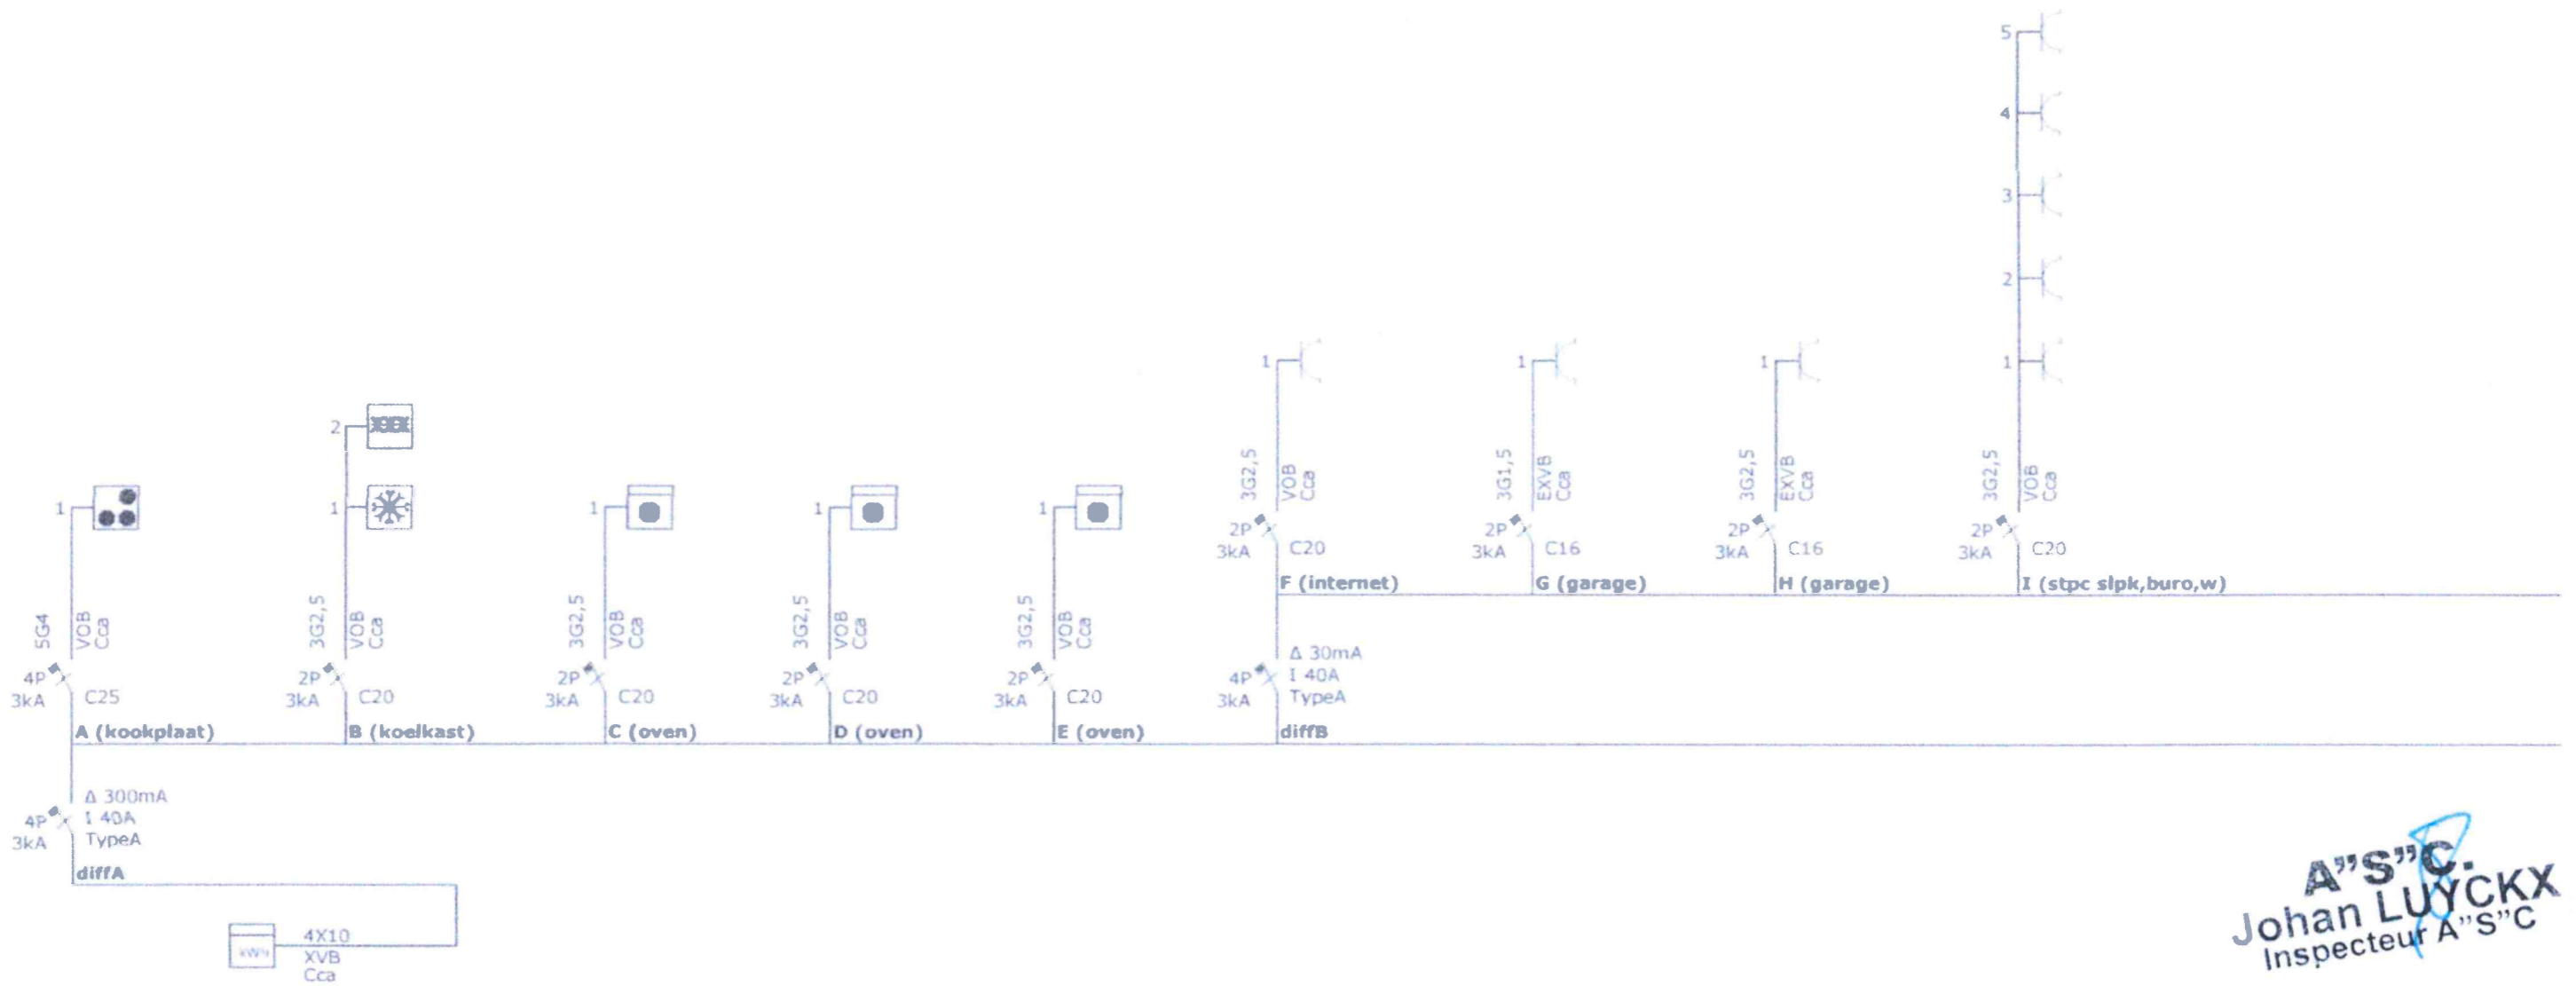 5
4
3
2
1
1
1
1
2
1
1
1
1
1
3G2,5
VOB
Cca
2P
3kA
C20
F (internet)
3G1,5
EXVB
Cca
2P
3kA
C16
G (garage)
3G2,5
EXVB
Cca
2P
3kA
C16
H (garage)
3G2,5
VOB
Cca
2P
3kA
C20
I (stpc slpk,buro,w)
5G4
VOB
Cca
4P
3kA
C25
A (kookplaat)
3G2,5
VOB
Cca
2P
3kA
C20
B (koelkast)
3G2,5
VOB
Cca
2P
3kA
C20
C (oven)
3G2,5
VOB
Cca
2P
3kA
C20
D (oven)
3G2,5
VOB
Cca
2P
3kA
C20
E (oven)
Δ 30mA
4P
I 40A
3kA
TypeA
diffB
Δ 300mA
4P
I 40A
3kA
TypeA
diffA
4X10
XVB
Cca
A"S"C.
Johan LUYCKX
Inspecteur A"S"C